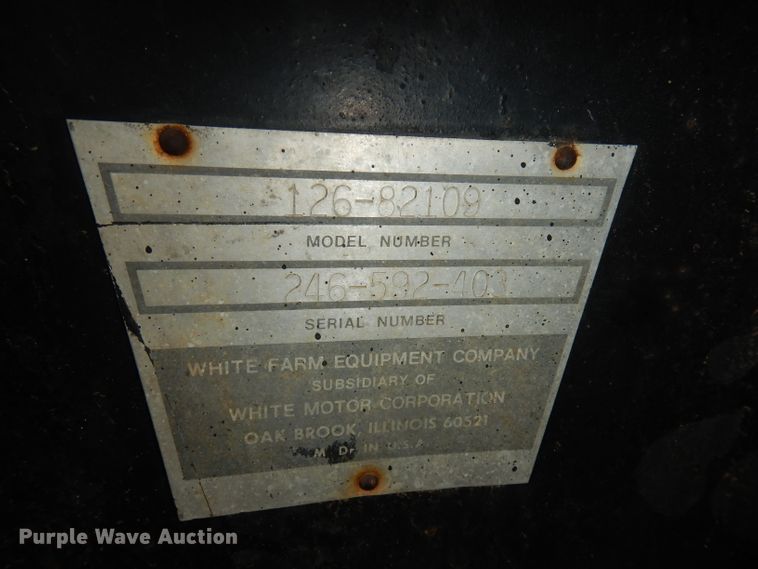 126-82109
MODEL NUMBER
246-592-403
SERIAL NUMBER
WHITE FARM EQUIPMENT COMPANY
SUBSIDIARY OF
WHITE MOTOR CORPORATION
OAK BROOK, ILLINOIS 60521
IN U.S.A.
Purple Wave Auction